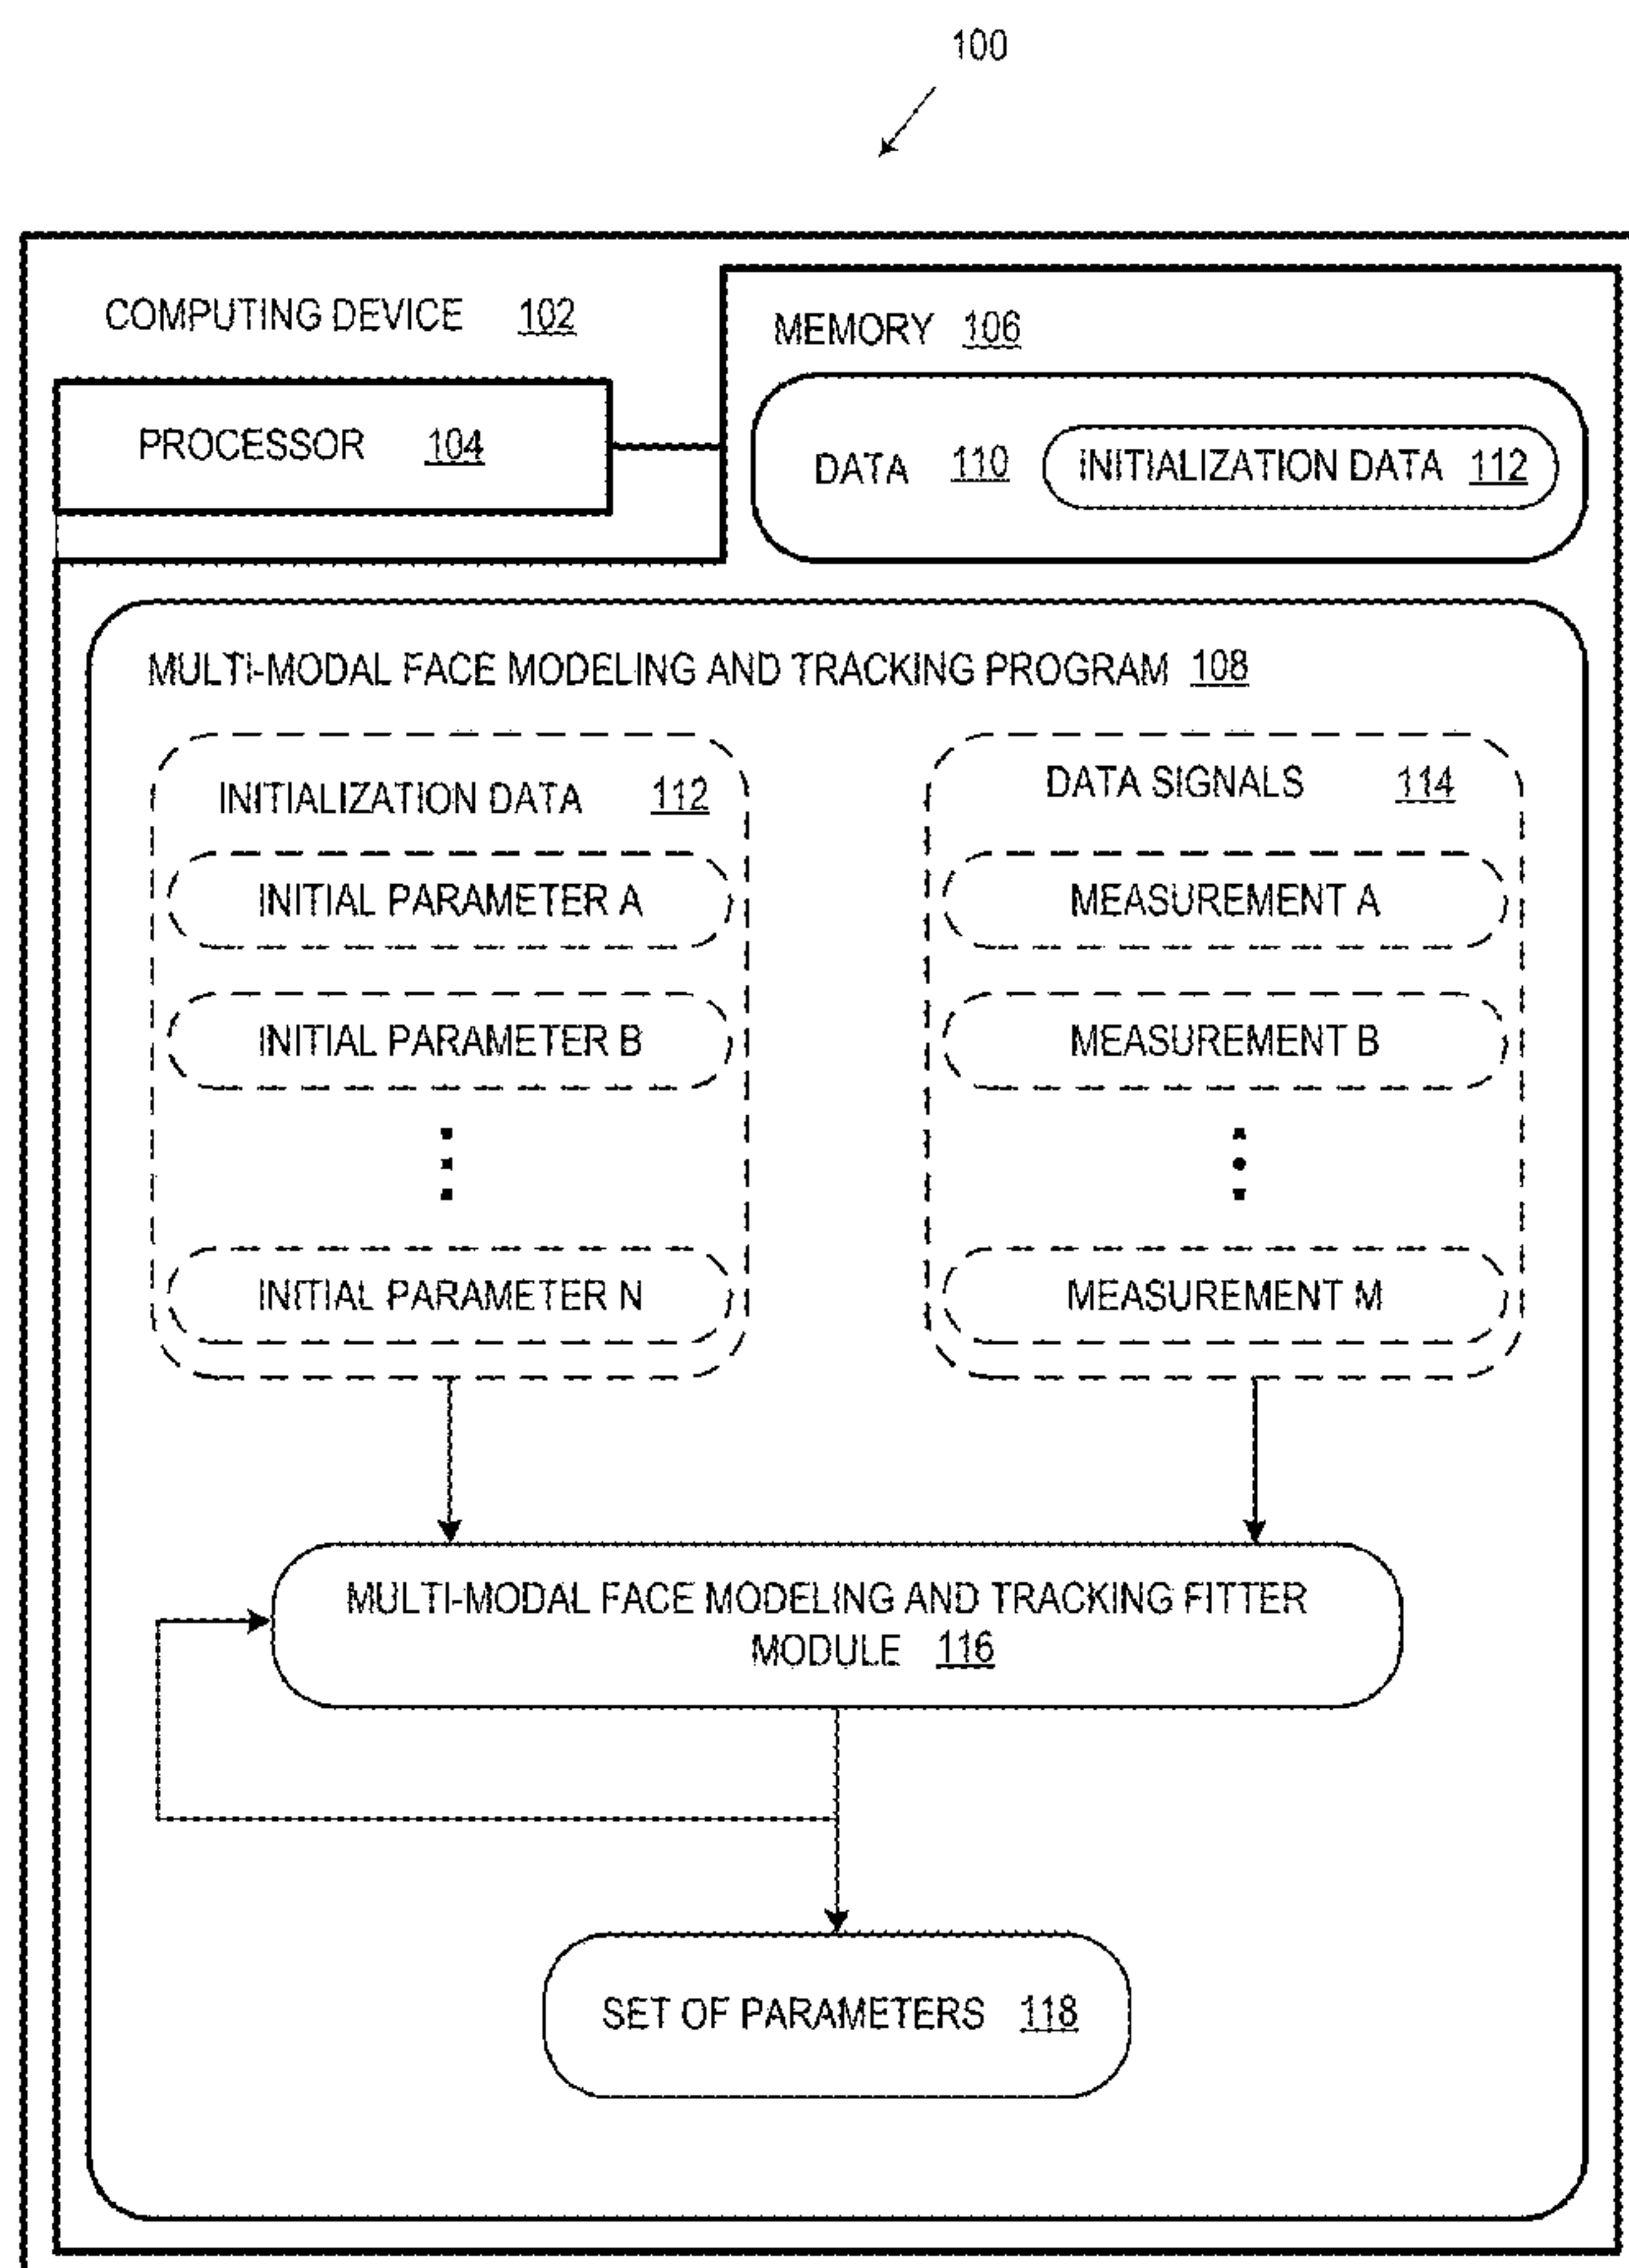 100
COMPUTING DEVICE 102
MEMORY 106
PROCESSOR 104
DATA 110
INITIALIZATION DATA 112
MULTI-MODAL FACE MODELING AND TRACKING PROGRAM 108
INITIALIZATION DATA 112
INITIAL PARAMETER A
INITIAL PARAMETER B
INITIAL PARAMETER N
DATA SIGNALS 114
MEASUREMENT A
MEASUREMENT B
MEASUREMENT M
MULTI-MODAL FACE MODELING AND TRACKING FITTER
MODULE 116
SET OF PARAMETERS 118